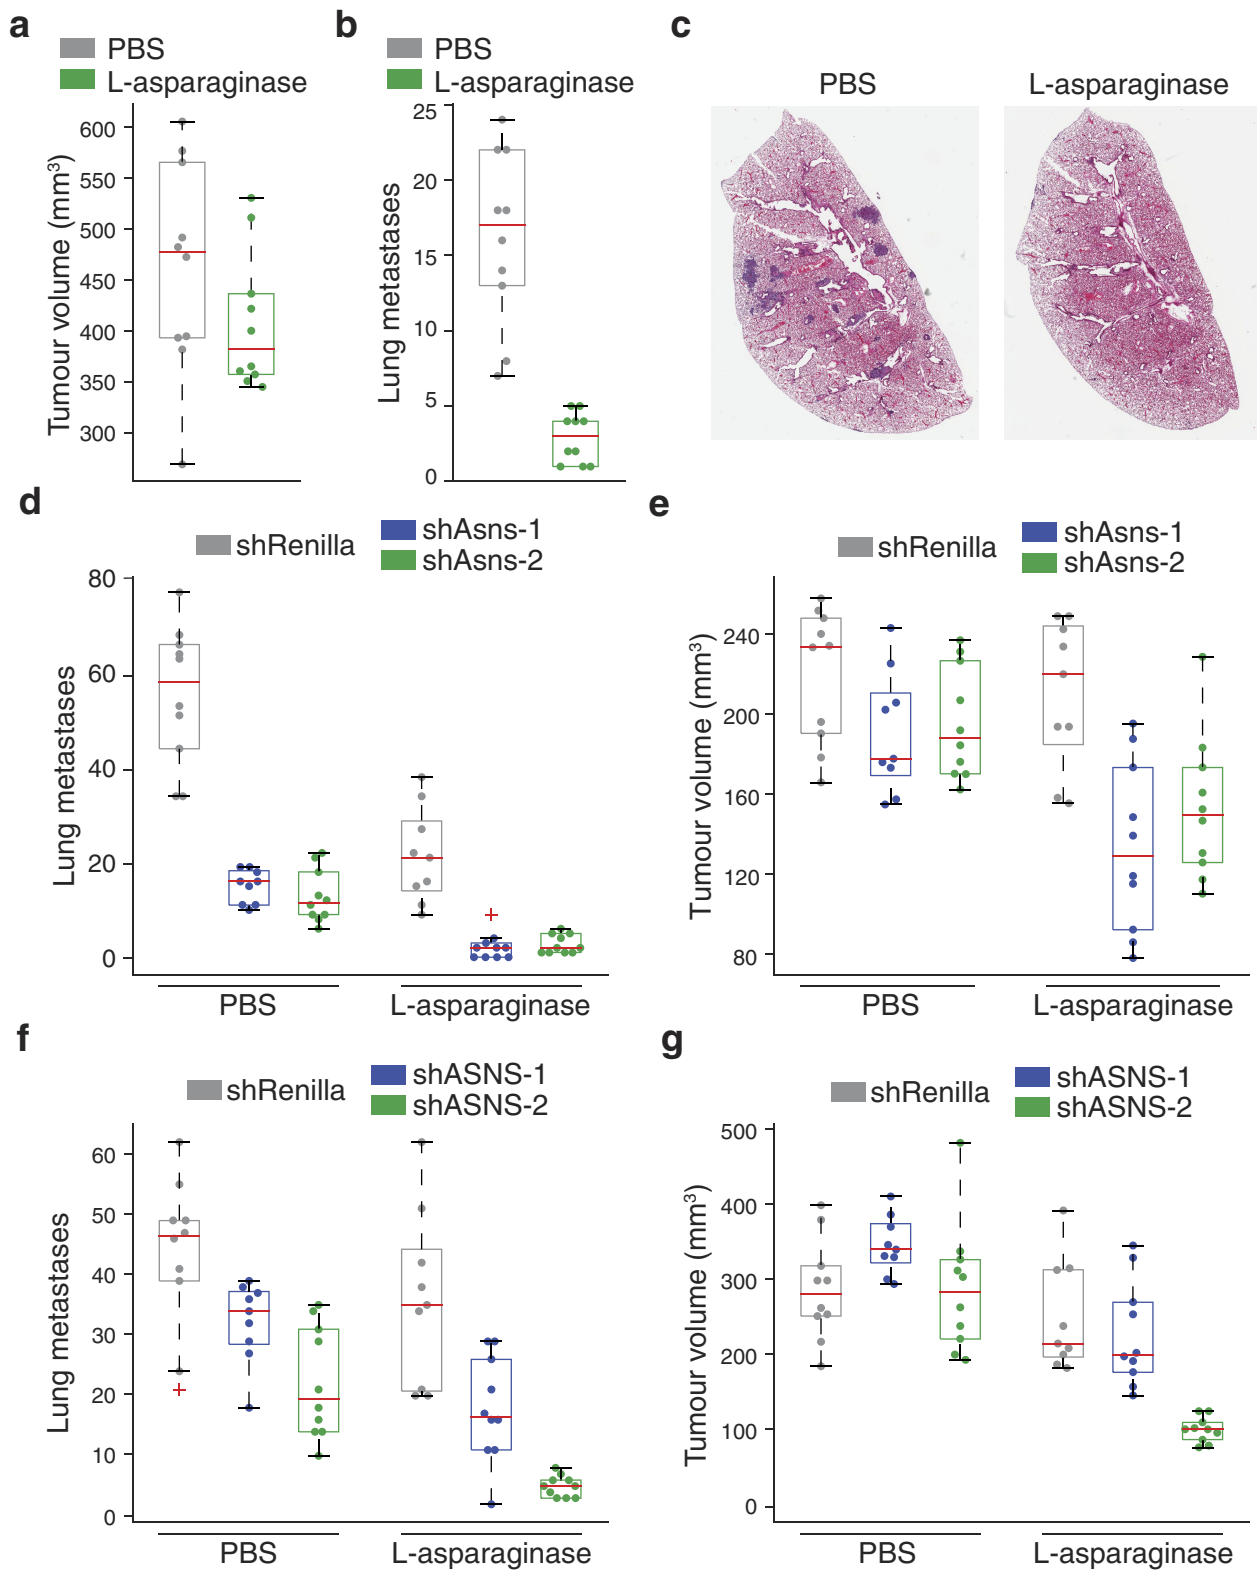 a
PBS
L-asparaginase
Tumour volume (mm³)
600
550
500
450
400
350
300
b
PBS
L-asparaginase
Lung metastases
25
20
15
10
5
0
c
PBS
L-asparaginase
d
shRenilla
shAsns-1
shAsns-2
Lung metastases
80
60
40
20
0
PBS
L-asparaginase
e
shRenilla
shAsns-1
shAsns-2
Tumour volume (mm³)
240
200
160
120
80
PBS
L-asparaginase
f
shRenilla
shASNS-1
shASNS-2
Lung metastases
60
50
40
30
20
10
0
PBS
L-asparaginase
g
shRenilla
shASNS-1
shASNS-2
Tumour volume (mm³)
500
400
300
200
100
0
PBS
L-asparaginase